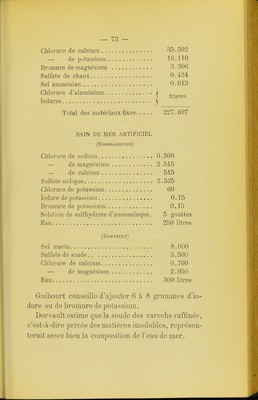 — 73 —
Chlorure de calcium............... 35.592
— de potassium............. 16.110
Bromure de magnésium ........... 3.300
Sulfate de chaux.................. 0.424
Sel ammoniac..................... 0.013
Chlorure d'aluminium............. } traces
Iodures.......................... }
Total des matériaux fixes..... 227.697
BAIN DE MER ARTIFICIEL
(FONSSAGRIVES)
Chlorure de sodium............... 6.500
— de magnésium........... 2.515
— de calcium............. 545
Sulfate sodique.................. 2.525
Chlorure de potassium............ 60
Iodure de potassium.............. 0.15
Bromure de potassium............. 0.15
Solution de sulfhydrate d'ammoniaque. 5 gouttes
Eau.............................. 250 litres
(DORVAULT)
Sel marin........................ 8.000
Sulfate de soude................. 3.500
Chlorure de calcium.............. 0.700
— de magnésium........... 2.950
Eau.............................. 300 litres
Guibourt conseille d'ajouter 6 à 8 grammes d'io-
dure ou de bromure de potassium.
Dorvault estime que la soude des varechs raffinée,
c'est-à-dire privée des matières insolubles, représen-
terait assez bien la composition de l'eau de mer.